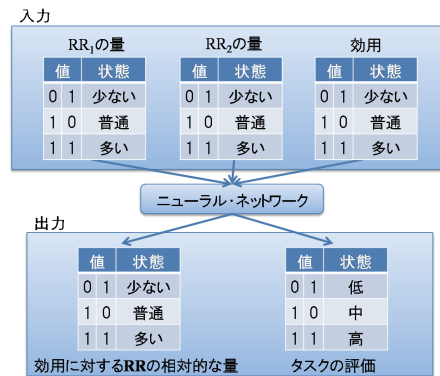 入力
RR₁の量 RR₂の量 効用
値 状態 値 状態 値 状態
0 1 少ない 0 1 少ない 0 1 少ない
1 0 普通 1 0 普通 1 0 普通
1 1 多い 1 1 多い 1 1 多い
ニューラル・ネットワーク
出力
値 状態 値 状態
0 1 少ない 0 1 低
1 0 普通 1 0 中
1 1 多い 1 1 高
効用に対するRRの相対的な量 タスクの評価